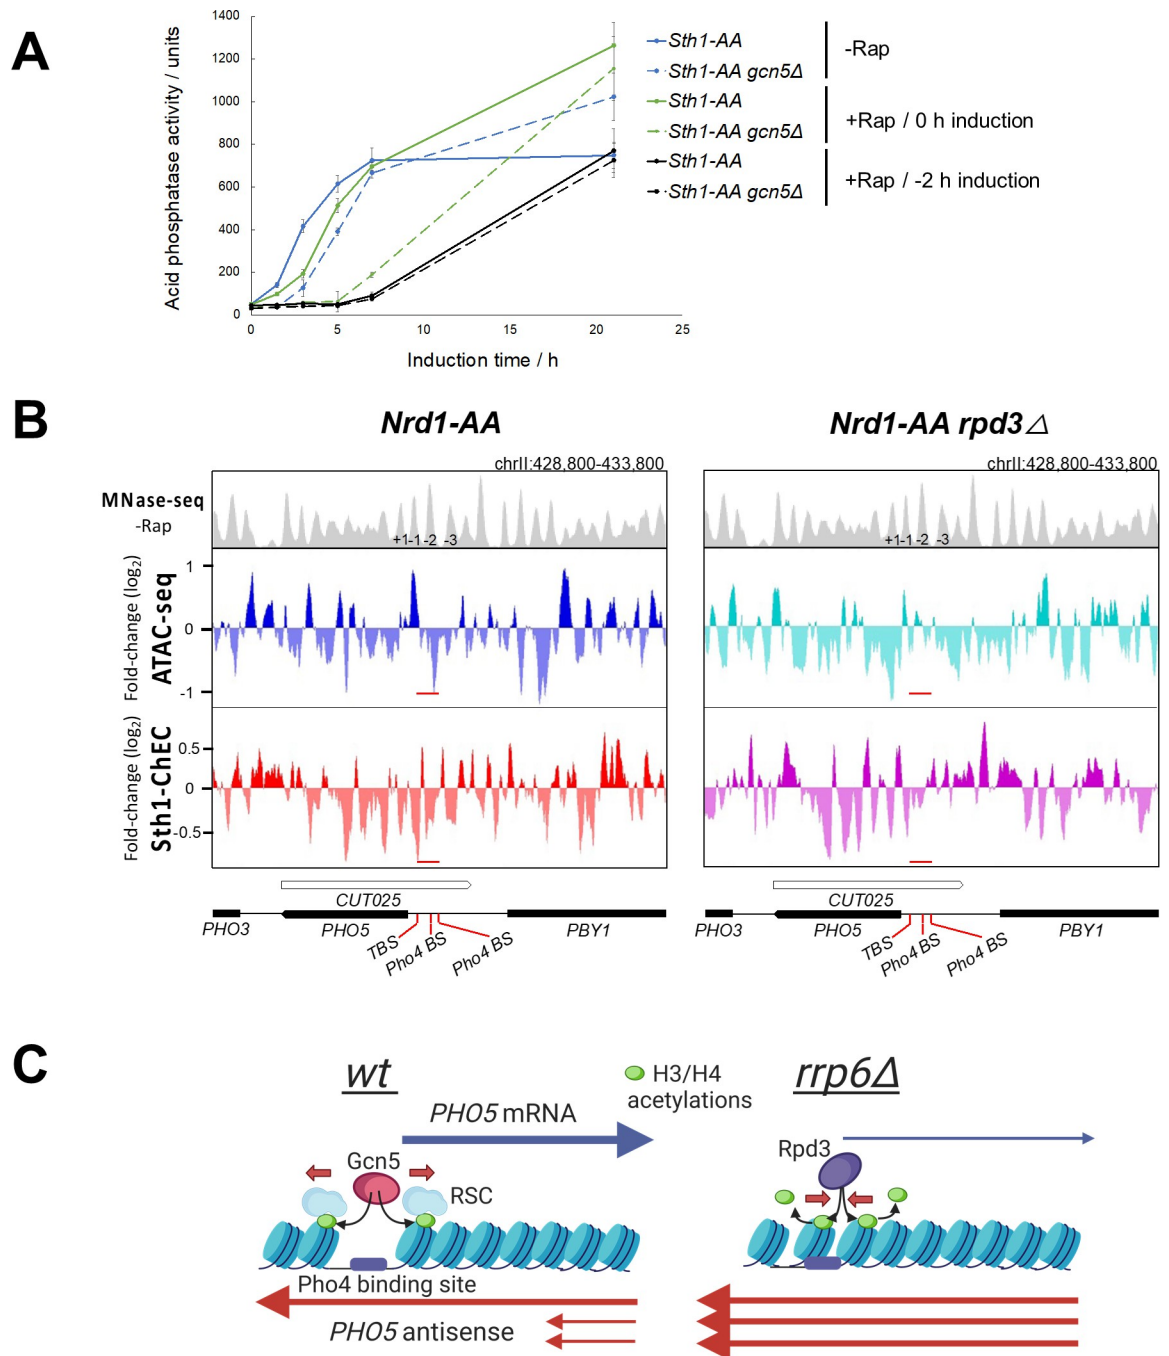 A
Acid phosphatase activity / units
1400
1200
1000
800
600
400
200
0
0
5
10
15
20
25
Induction time / h
Sth1-AA
Sth1-AA gcn5Δ
-Rap
Sth1-AA
Sth1-AA gcn5Δ
+Rap / 0 h induction
Sth1-AA
Sth1-AA gcn5Δ
+Rap / -2 h induction
B
Nrd1-AA
Nrd1-AA rpd3△
chrII:428,800-433,800
chrII:428,800-433,800
MNase-seq
-Rap
+1 -1 -2 -3
+1 -1 -2 -3
Fold-change (log2)
ATAC-seq
1
0
-1
Fold-change (log2)
Sth1-ChEC
0.5
0
-0.5
CUT025
PHO3
PHO5
PBY1
TBS
Pho4 BS
Pho4 BS
CUT025
PHO3
PHO5
PBY1
TBS
Pho4 BS
Pho4 BS
C
wt
H3/H4
acetylations
rrp6Δ
PHO5 mRNA
Gcn5
RSC
Rpd3
Pho4 binding site
PHO5 antisense